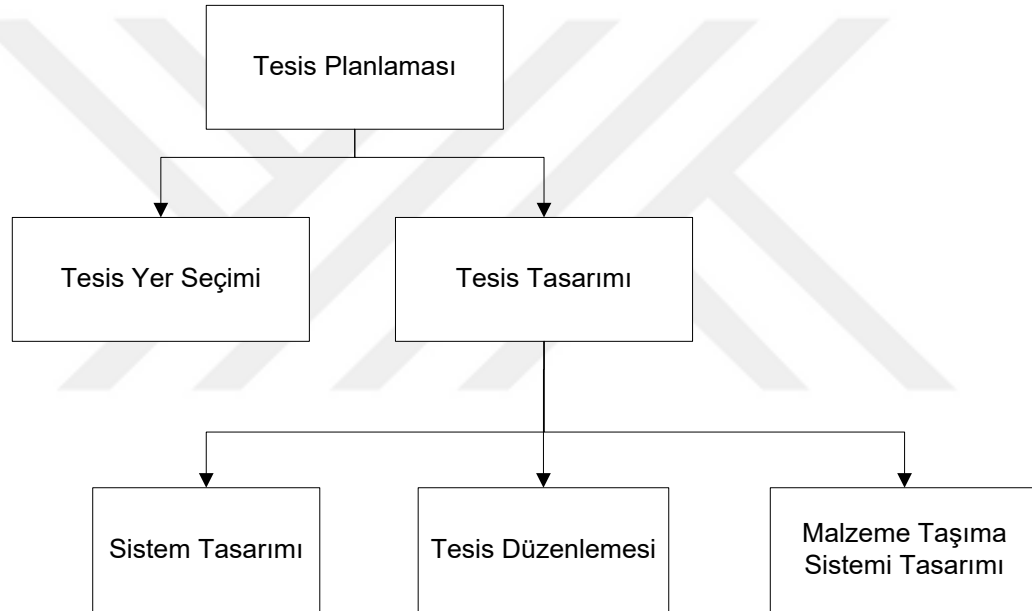 Tesis Planlaması
Tesis Yer Seçimi
Tesis Tasarımı
Sistem Tasarımı
Tesis Düzenlemesi
Malzeme Taşıma
Sistemi Tasarımı